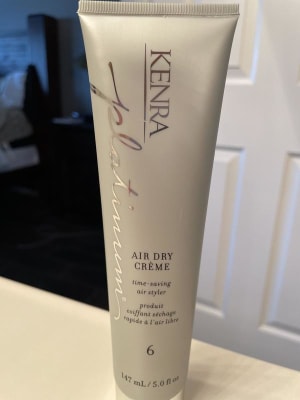 KENRA
platinum
AIR DRY
CRÈME
time-saving
air styler
produit
coiffant séchage
rapide à l'air libre
6
147 mL / 5.0 fl oz